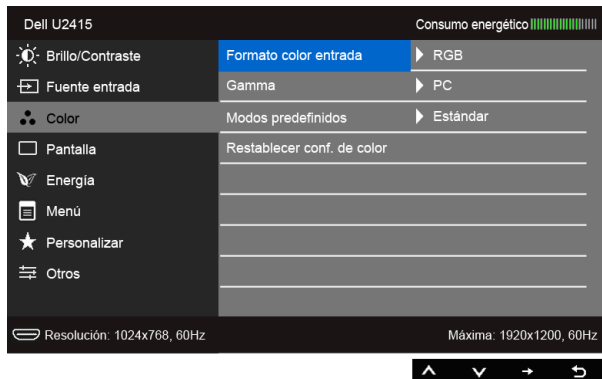 Dell U2415 Consumo energético
Brillo/Contraste Formato color entrada RGB
Fuente entrada Gamma PC
Color Modos predefinidos Estándar
Pantalla Restablecer conf. de color
Energía
Menú
Personalizar
Otros
Resolución: 1024x768, 60Hz Máxima: 1920x1200, 60Hz